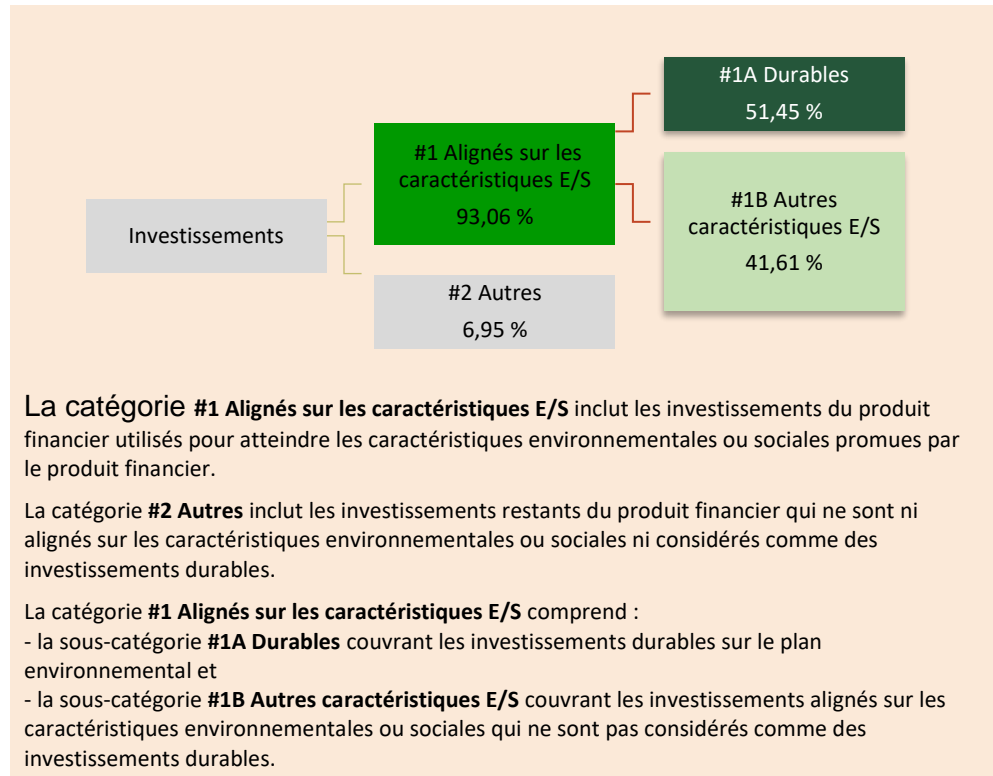 #1A Durables
51,45 %
#1 Alignés sur les
caractéristiques E/S
93,06 %
#1B Autres
caractéristiques E/S
41,61 %
Investissements
#2 Autres
6,95 %
La catégorie #1 Alignés sur les caractéristiques E/S inclut les investissements du produit
financier utilisés pour atteindre les caractéristiques environnementales ou sociales promues par
le produit financier.
La catégorie #2 Autres inclut les investissements restants du produit financier qui ne sont ni
alignés sur les caractéristiques environnementales ou sociales ni considérés comme des
investissements durables.
La catégorie #1 Alignés sur les caractéristiques E/S comprend :
- la sous-catégorie #1A Durables couvrant les investissements durables sur le plan
environnemental et
- la sous-catégorie #1B Autres caractéristiques E/S couvrant les investissements alignés sur les
caractéristiques environnementales ou sociales qui ne sont pas considérés comme des
investissements durables.